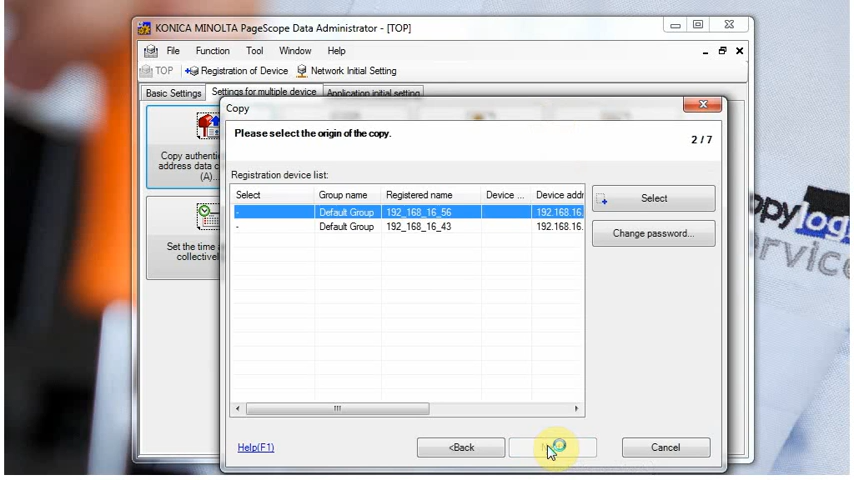 KONICA MINOLTA PageScope Data Administrator - [TOP]
File Function Tool Window Help
TOP Registration of Device Network Initial Setting
Basic Settings Settings for multiple device Application initial setting
Copy
Please select the origin of the copy.
2 / 7
Copy authenti
address data c
(A)...
Set the time
collectivel
Registration device list:
Select Group name Registered name Device ... Device addr
- Default Group 192_168_16_56 192.168.16.
- Default Group 192_168_16_43 192.168.16.
Select
Change password...
Help(F1)
<Back
Cancel
opylog
ervice